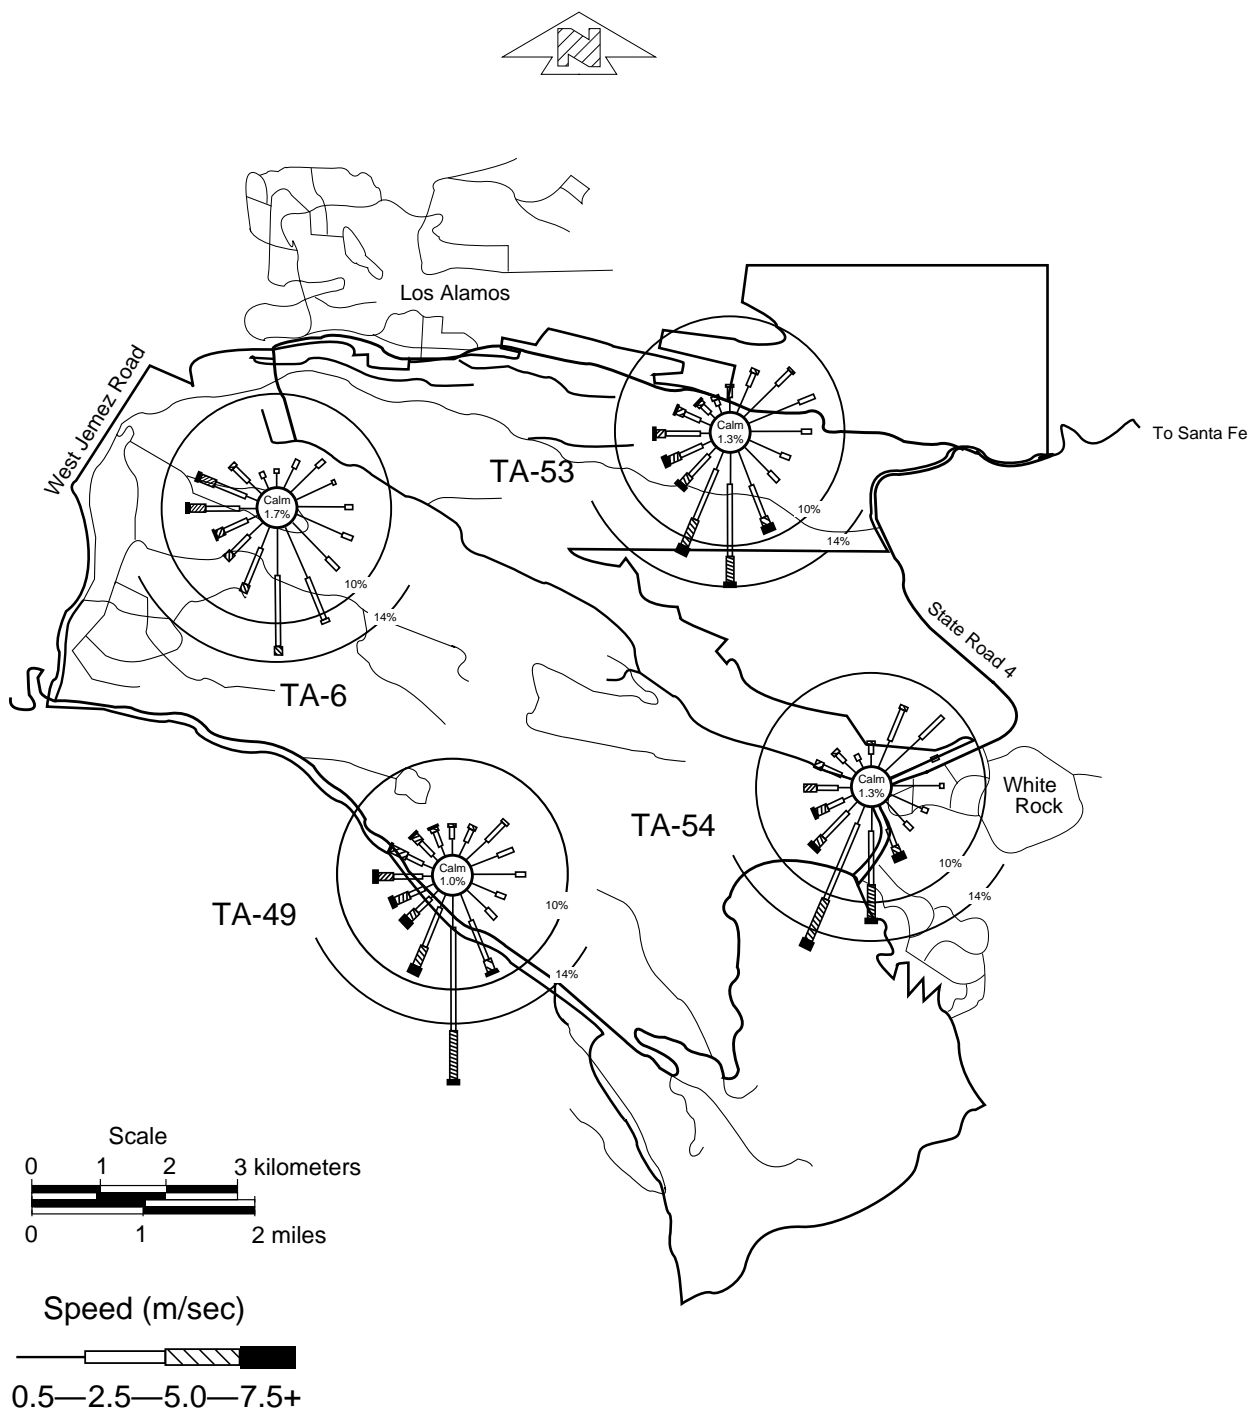 N
Los Alamos
West Jemez Road
Calm
1.3%
To Santa Fe
TA-53
Calm
1.7%
10%
14%
10%
14%
State Road 4
TA-6
Calm
1.3%
White
Rock
TA-54
10%
14%
Calm
1.0%
10%
TA-49
14%
Scale
0 1 2 3 kilometers
0 1 2 miles
Speed (m/sec)
0.5—2.5—5.0—7.5+